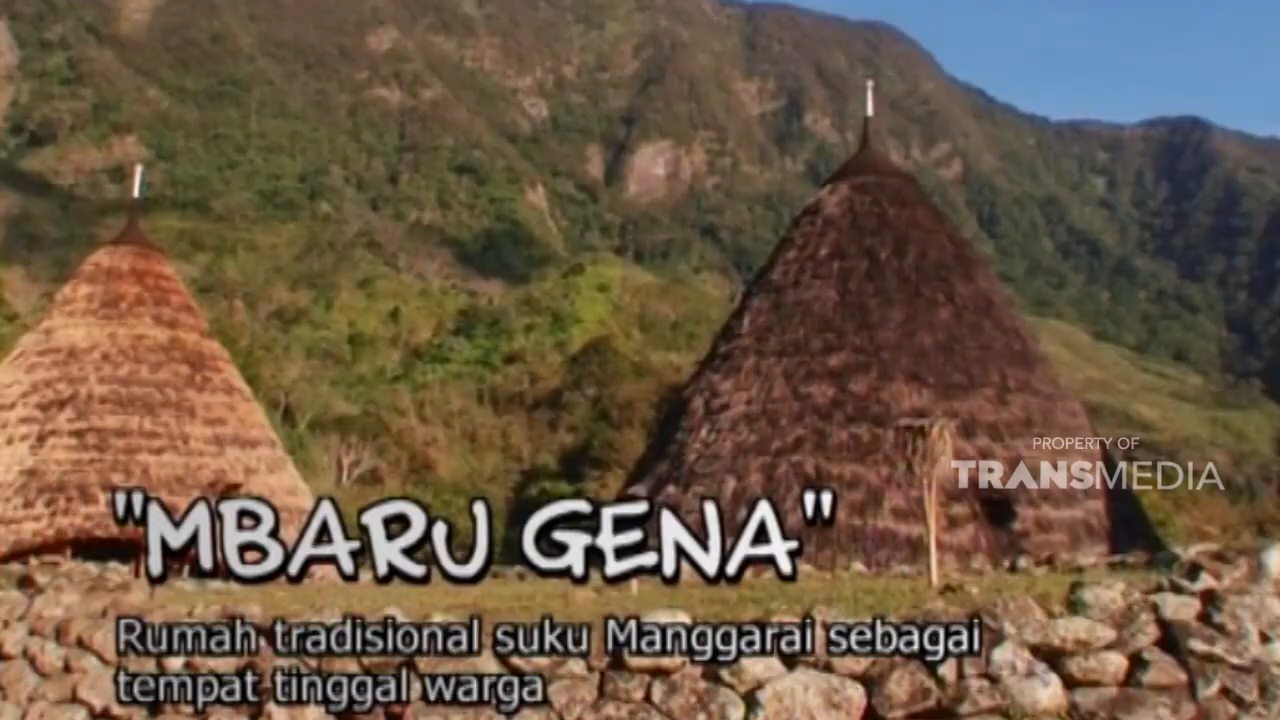 PROPERTY OF
TRANSMEDIA
"MBARU GENA"
Rumah tradisional suku Manggarai sebagai
tempat tinggal warga